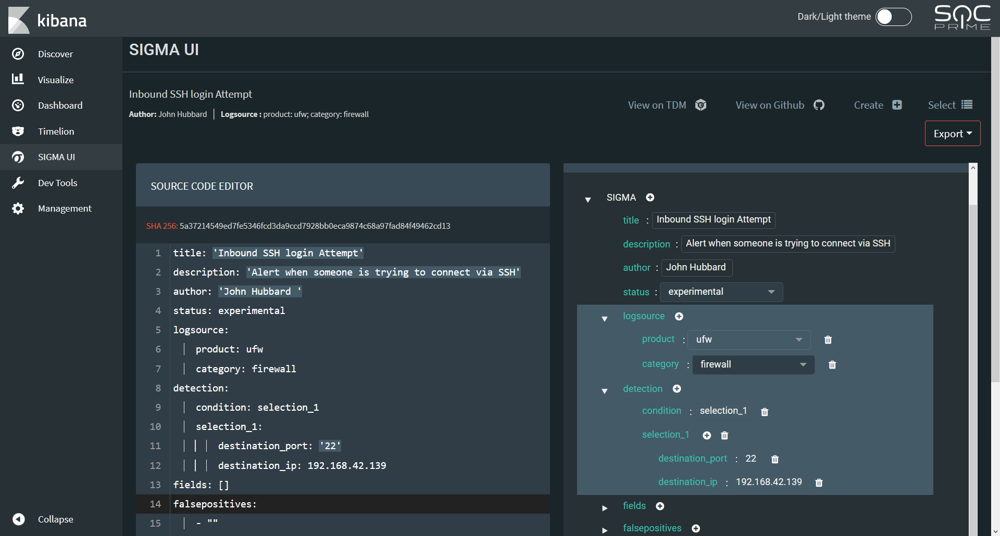 kibana
Dark/Light theme
SOC PRIME
Discover
Visualize
Dashboard
Timelion
SIGMA UI
Dev Tools
Management
Collapse
SIGMA UI
Inbound SSH login Attempt
Author: John Hubbard | Logsource : product: ufw; category: firewall
View on TDM
View on Github
Create
Select
Export
SOURCE CODE EDITOR
SHA 256: 5a37214549ed7fe5346fcd3da9ccd7928bb0eca9874c68a97fad84f49462cd13
1 title: 'Inbound SSH login Attempt'
2 description: 'Alert when someone is trying to connect via SSH'
3 author: 'John Hubbard '
4 status: experimental
5 logsource:
6 product: ufw
7 category: firewall
8 detection:
9 condition: selection_1
10 selection_1:
11 destination_port: '22'
12 destination_ip: 192.168.42.139
13 fields: []
14 falsepositives:
15 - ""
SIGMA
title : Inbound SSH login Attempt
description : Alert when someone is trying to connect via SSH
author : John Hubbard
status : experimental
logsource
product : ufw
category : firewall
detection
condition : selection_1
selection_1
destination_port : 22
destination_ip : 192.168.42.139
fields
falsepositives